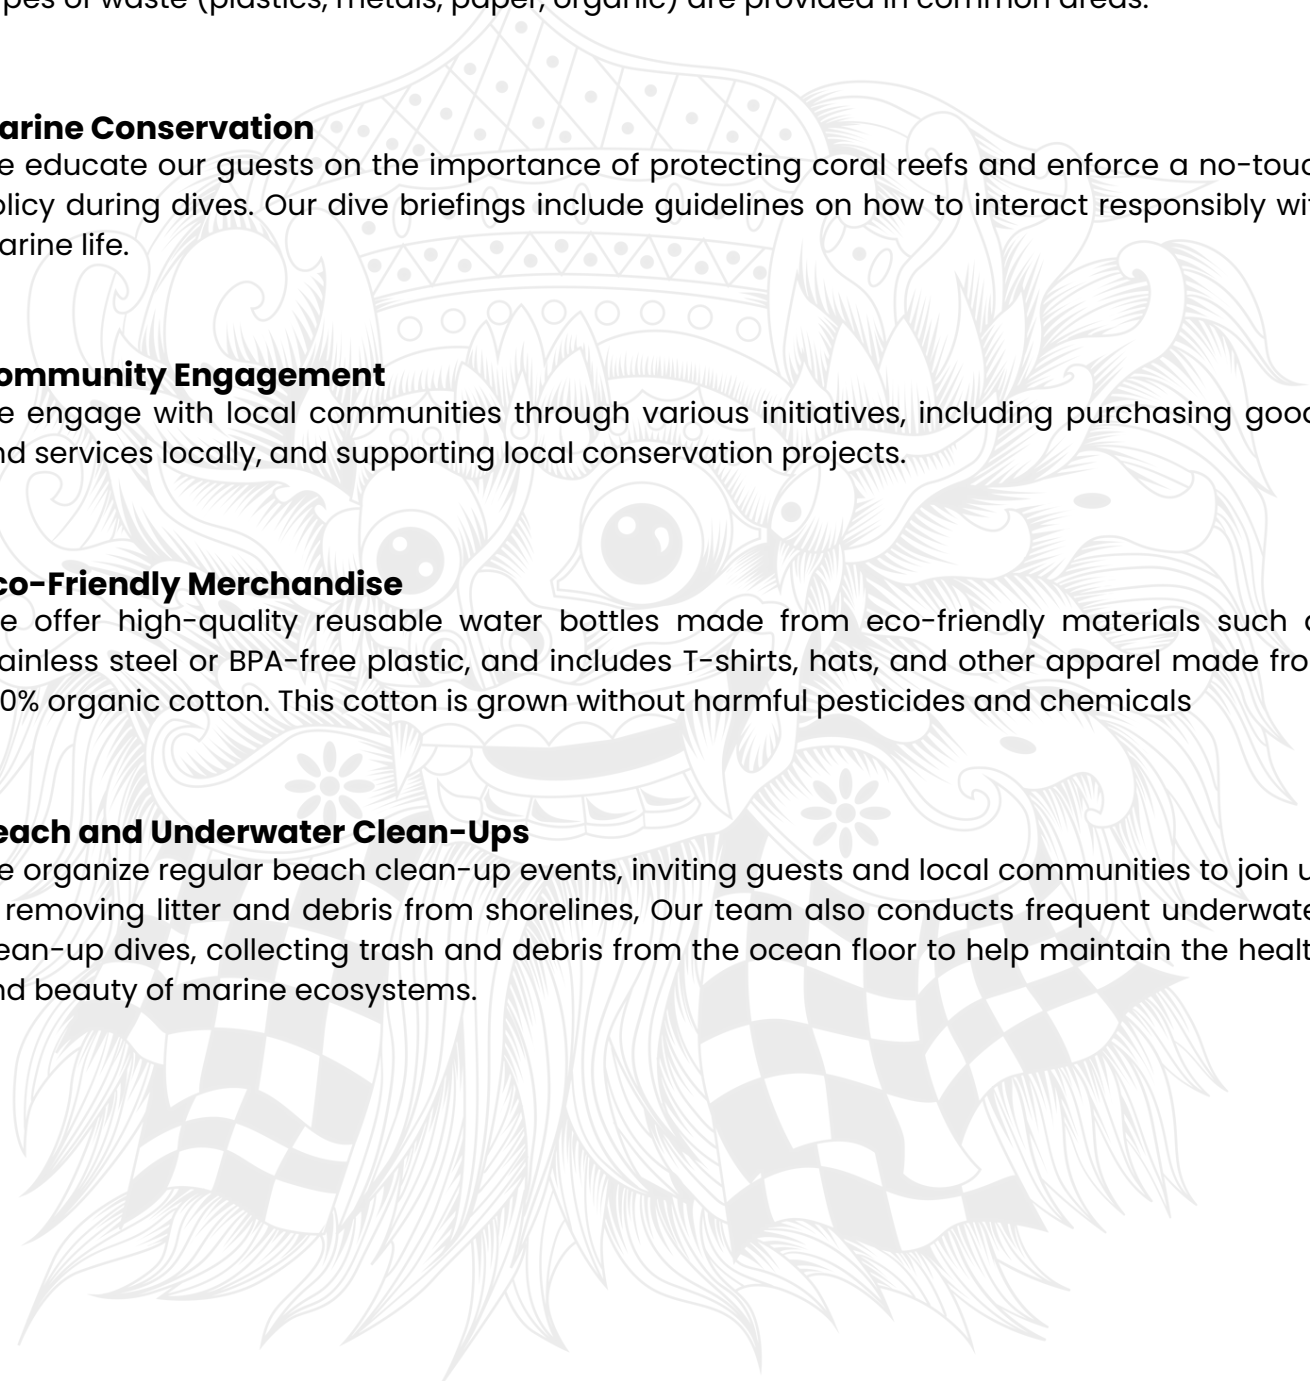 pes of waste (plastics, metals, paper, organic) are provided in common areas.
arine Conservation
e educate our guests on the importance of protecting coral reefs and enforce a no-touc
olicy during dives. Our dive briefings include guidelines on how to interact responsibly wit
arine life.
ommunity Engagement
e engage with local communities through various initiatives, including purchasing good
nd services locally, and supporting local conservation projects.
co-Friendly Merchandise
e offer high-quality reusable water bottles made from eco-friendly materials such a
ainless steel or BPA-free plastic, and includes T-shirts, hats, and other apparel made fro
0% organic cotton. This cotton is grown without harmful pesticides and chemicals
each and Underwater Clean-Ups
e organize regular beach clean-up events, inviting guests and local communities to join u
removing litter and debris from shorelines, Our team also conducts frequent underwate
ean-up dives, collecting trash and debris from the ocean floor to help maintain the healt
nd beauty of marine ecosystems.